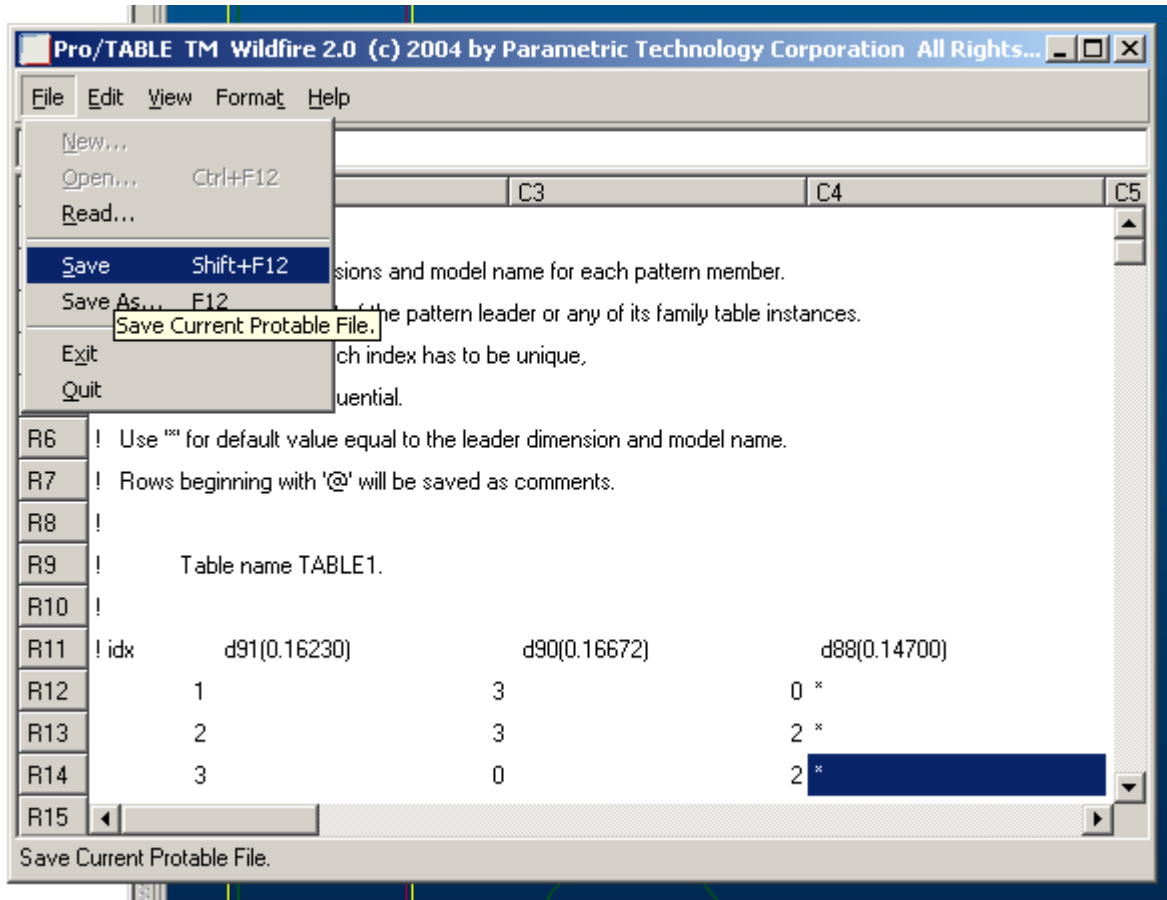 Pro/TABLE TM Wildfire 2.0 (c) 2004 by Parametric Technology Corporation All Rights...
File Edit View Format Help
New...
Open... Ctrl+F12
Read...
Save Shift+F12
Save As... F12
Save Current Protable File.
Exit
Quit
C3 C4 C5
sions and model name for each pattern member.
the pattern leader or any of its family table instances.
ch index has to be unique,
uential.
R6 ! Use "*" for default value equal to the leader dimension and model name.
R7 ! Rows beginning with '@' will be saved as comments.
R8 !
R9 ! Table name TABLE1.
R10 !
R11 ! idx d91(0.16230) d90(0.16672) d88(0.14700)
R12 1 3 0 *
R13 2 3 2 *
R14 3 0 2 *
R15
Save Current Protable File.